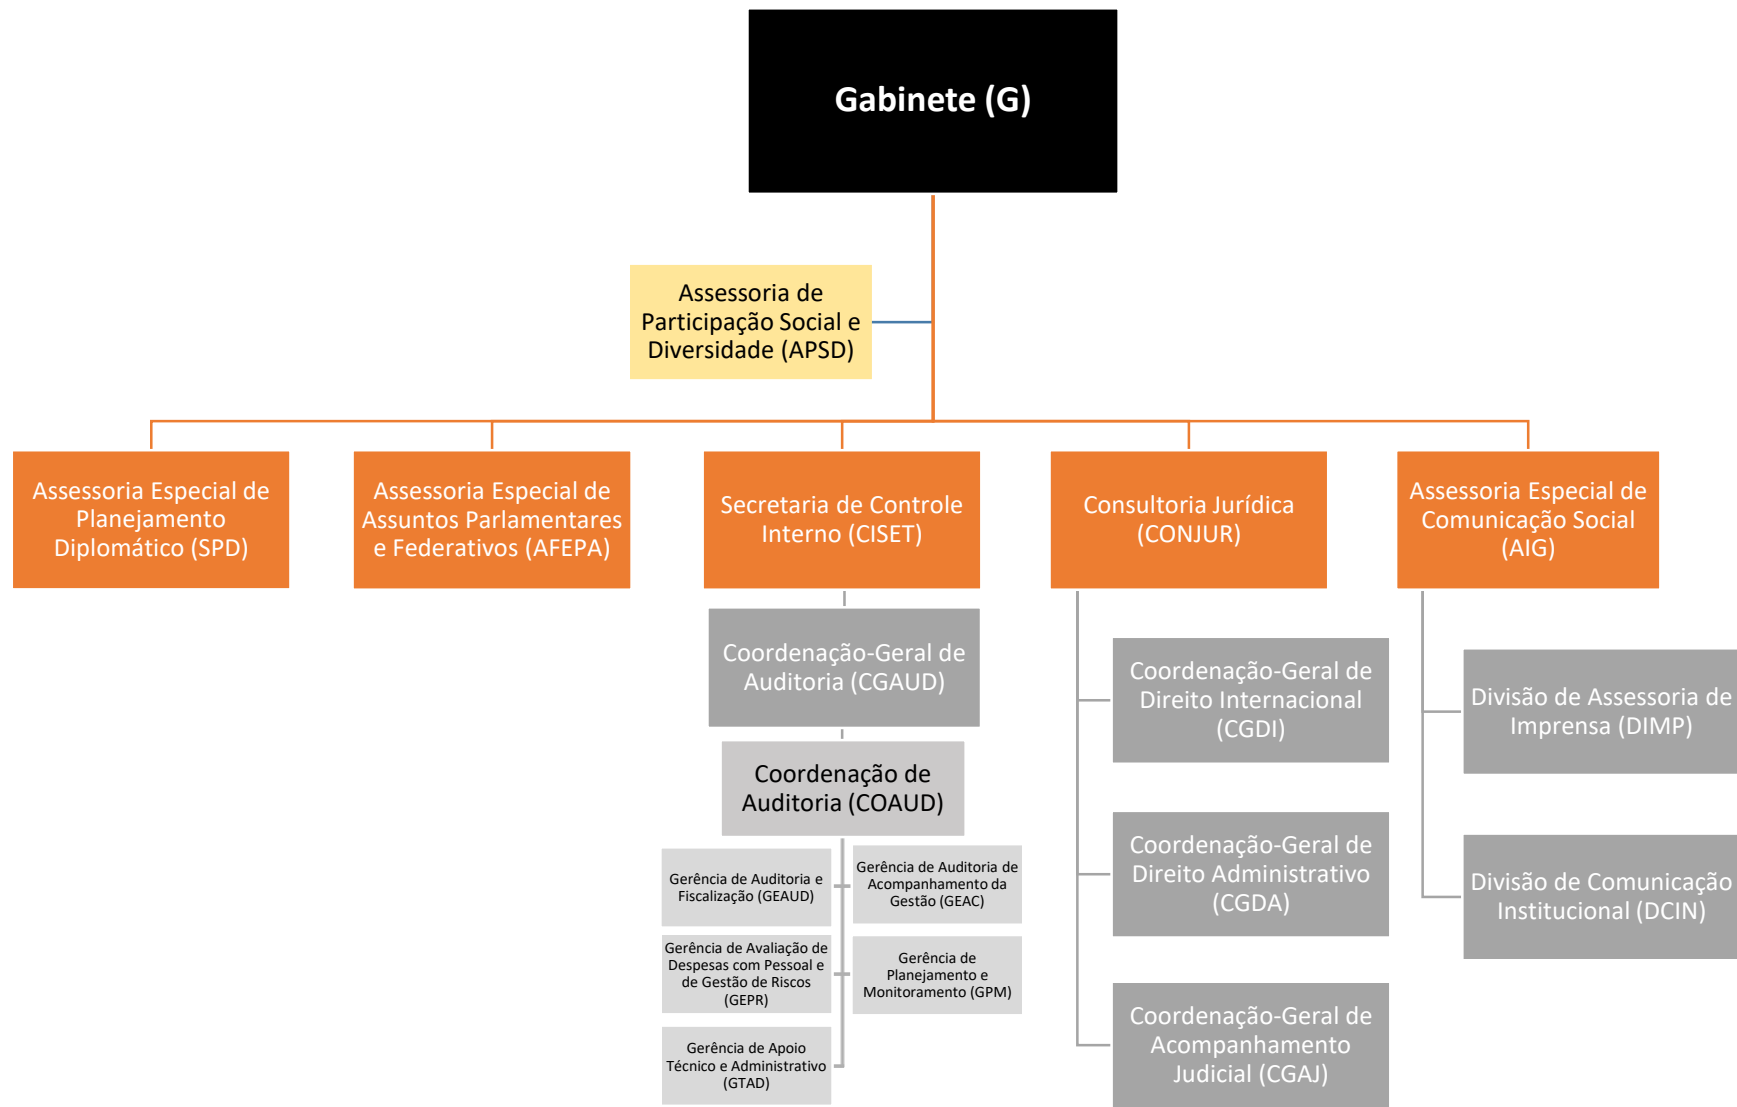 Gabinete (G)
Assessoria de
Participação Social e
Diversidade (APSD)
Assessoria Especial de
Planejamento
Diplomático (SPD)
Assessoria Especial de
Assuntos Parlamentares
e Federativos (AFEPA)
Secretaria de Controle
Interno (CISET)
Consultoria Jurídica
(CONJUR)
Assessoria Especial de
Comunicação Social
(AIG)
Coordenação-Geral de
Auditoria (CGAUD)
Coordenação de
Auditoria (COAUD)
Gerência de Auditoria e
Fiscalização (GEAUD)
Gerência de Auditoria de
Acompanhamento da
Gestão (GEAC)
Gerência de Avaliação de
Despesas com Pessoal e
de Gestão de Riscos
(GEPR)
Gerência de
Planejamento e
Monitoramento (GPM)
Gerência de Apoio
Técnico e Administrativo
(GTAD)
Coordenação-Geral de
Direito Internacional
(CGDI)
Coordenação-Geral de
Direito Administrativo
(CGDA)
Coordenação-Geral de
Acompanhamento
Judicial (CGAJ)
Divisão de Assessoria de
Imprensa (DIMP)
Divisão de Comunicação
Institucional (DCIN)